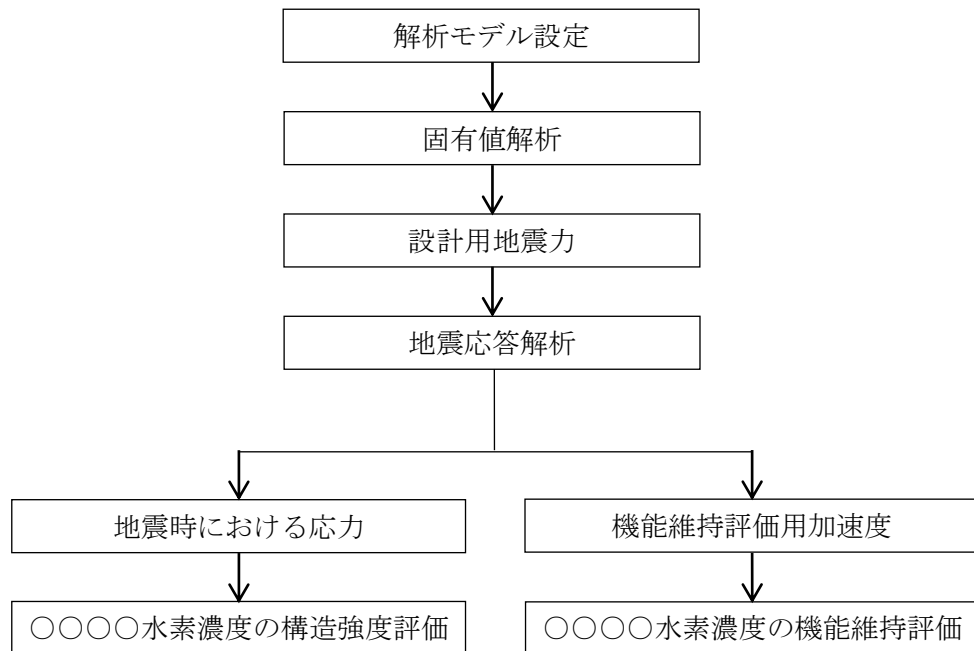 解析モデル設定
固有値解析
設計用地震力
地震応答解析
地震時における応力
機能維持評価用加速度
○○○○水素濃度の構造強度評価
○○○○水素濃度の機能維持評価